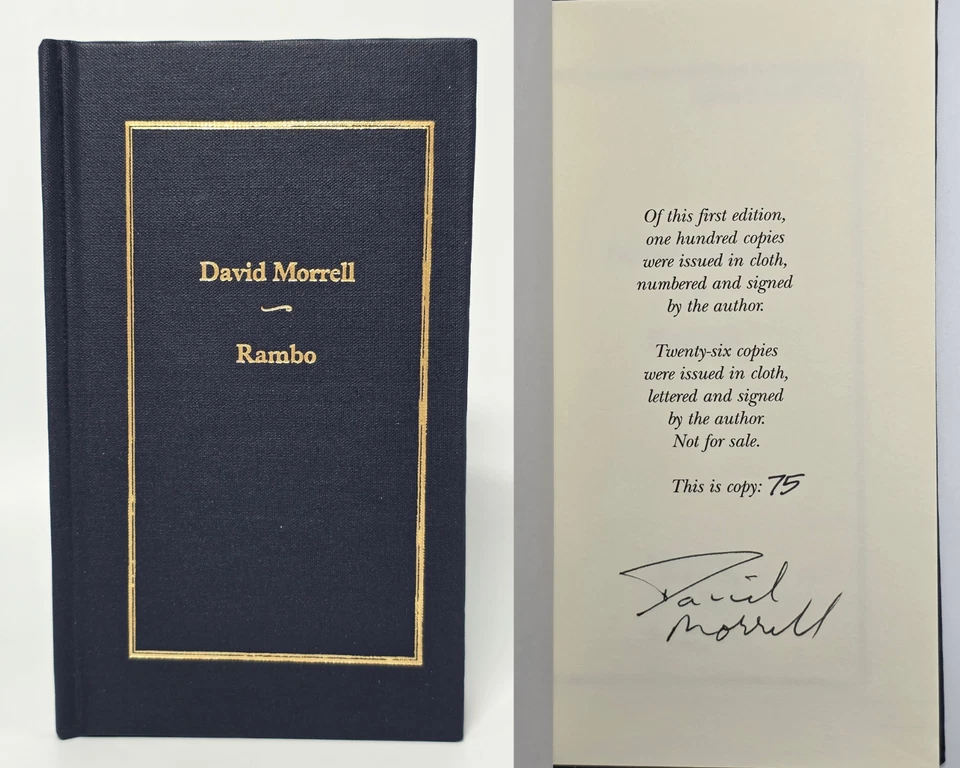 David Morrell
Rambo
Of this first edition,
one hundred copies
were issued in cloth,
numbered and signed
by the author.
Twenty-six copies
were issued in cloth,
lettered and signed
by the author.
Not for sale.
This is copy: 75
David
Morrell